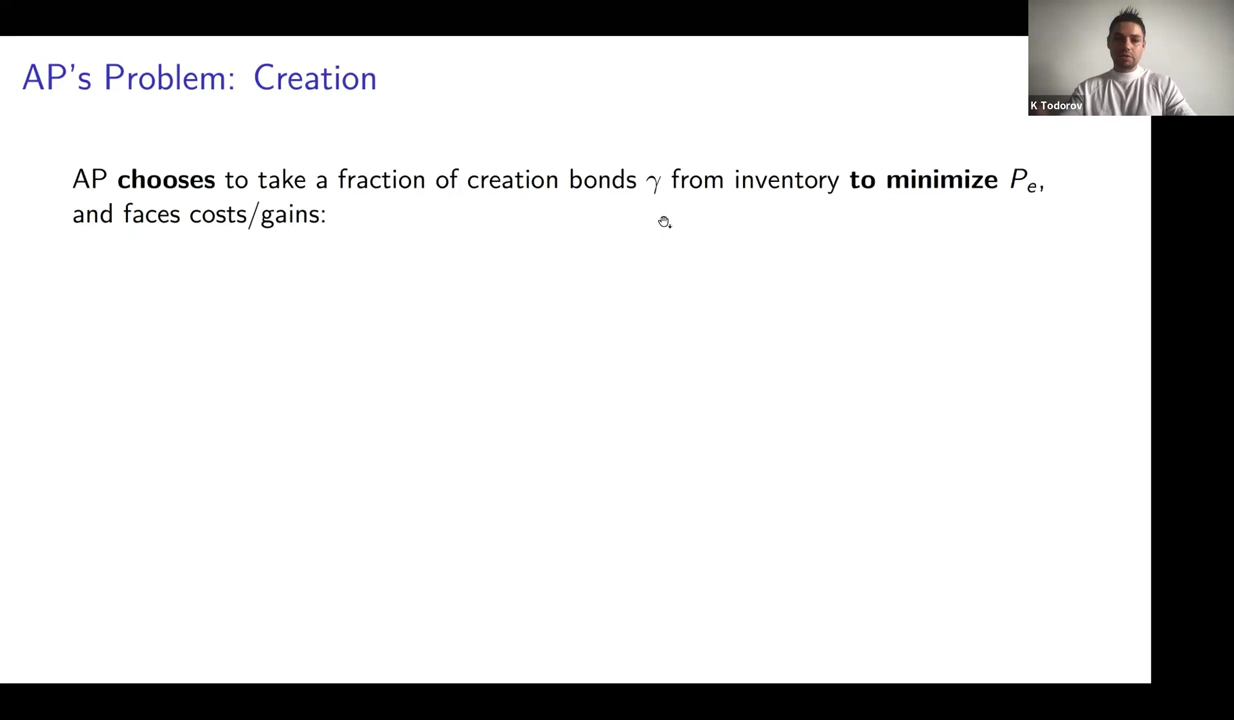 AP's Problem: Creation
K Todorov
AP chooses to take a fraction of creation bonds γ from inventory to minimize Pₑ,
and faces costs/gains: